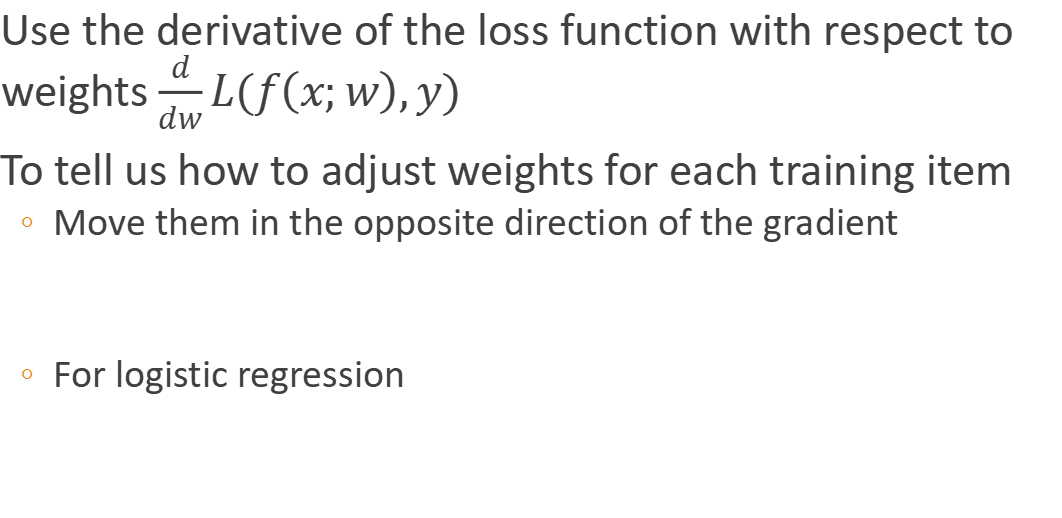 Use the derivative of the loss function with respect to
weights d/dw L(f(x; w), y)
To tell us how to adjust weights for each training item
◦ Move them in the opposite direction of the gradient
◦ For logistic regression